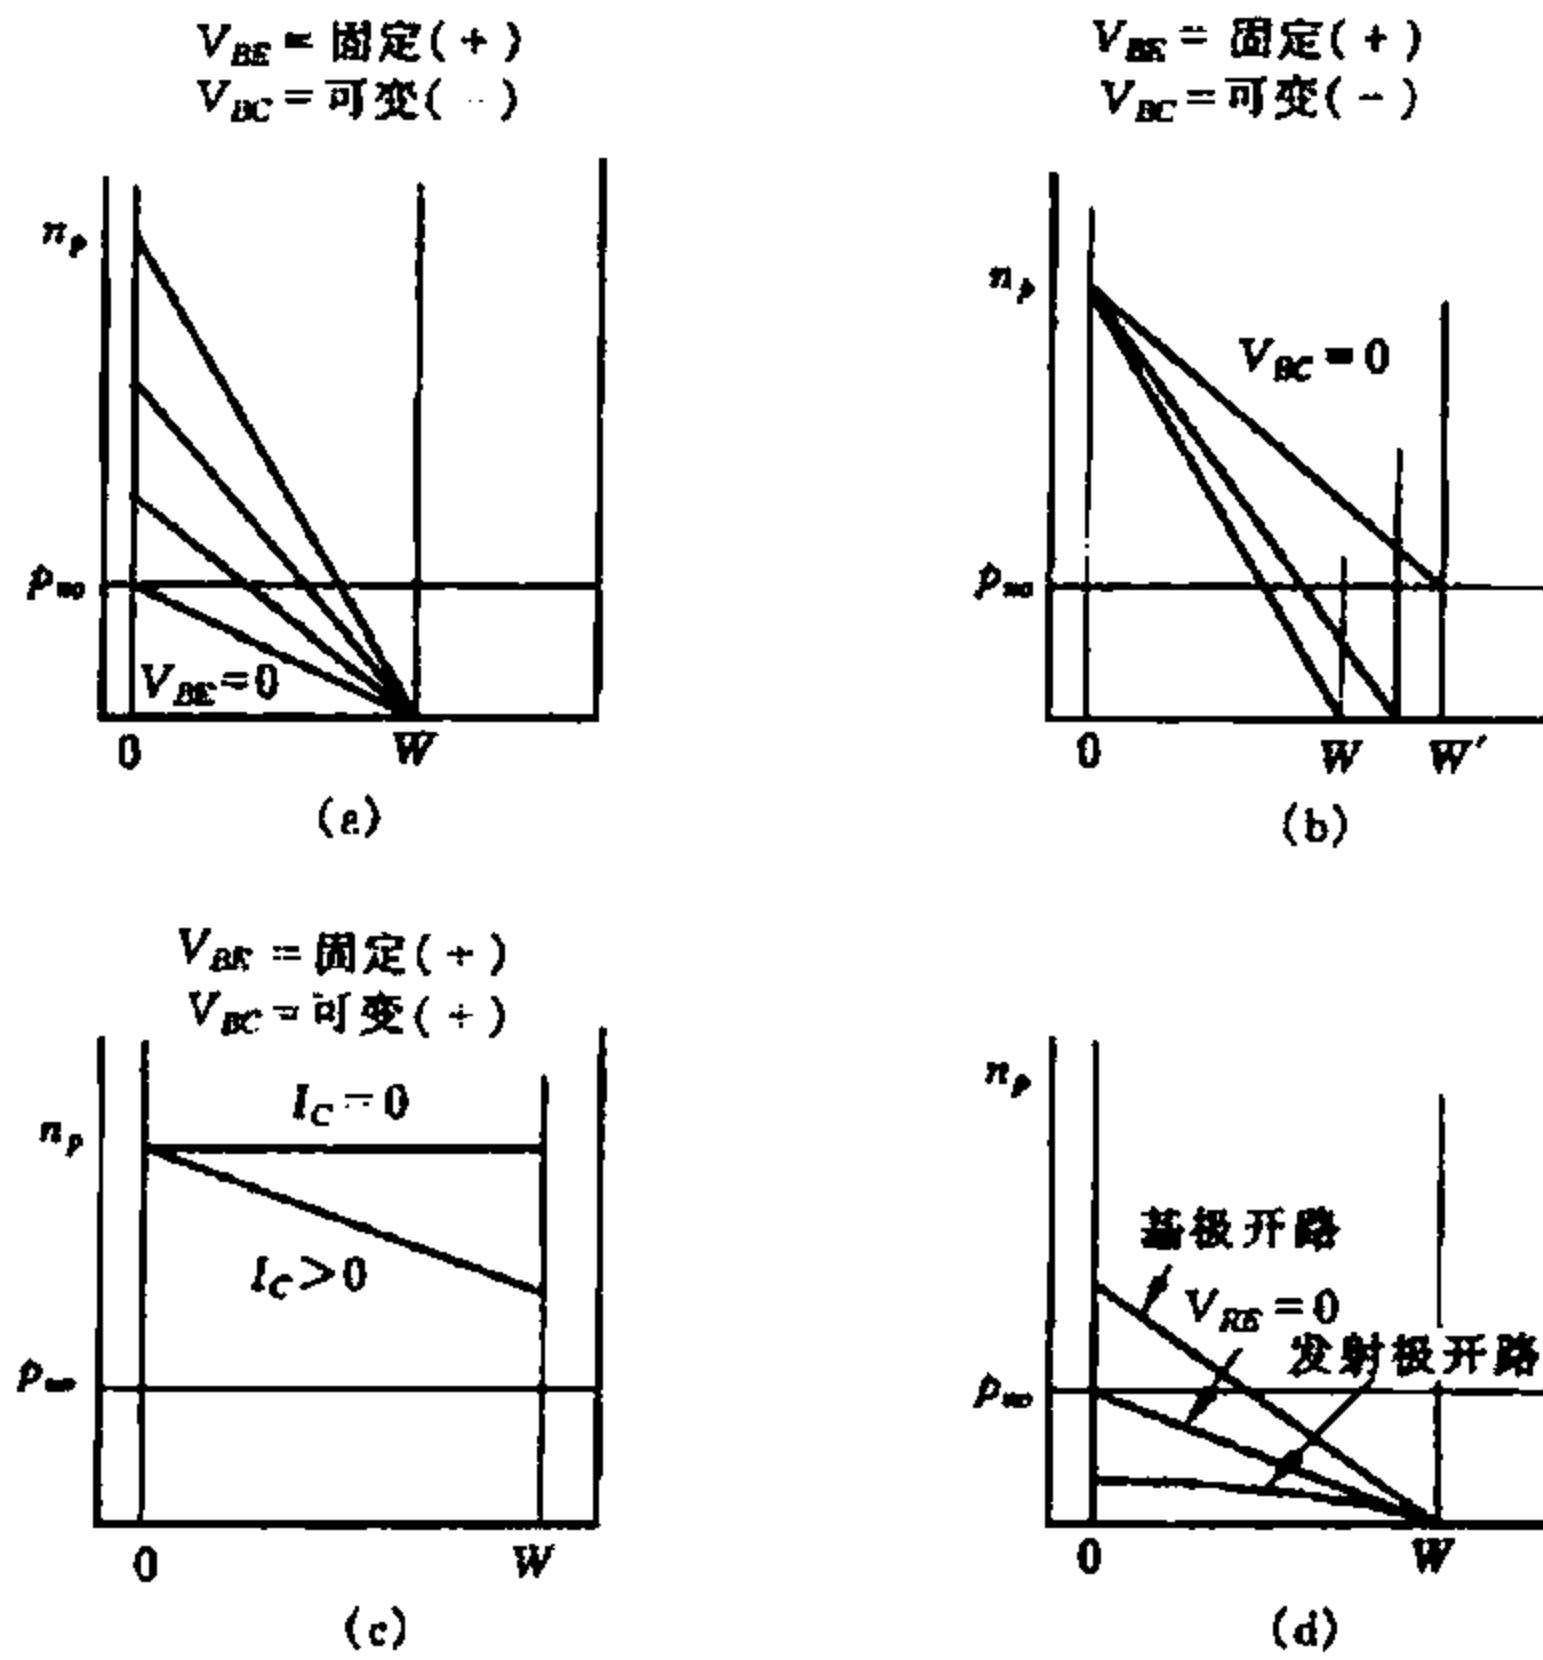 V_BE = 固定( + )
V_BC = 可变( - )
n_p
p_no
V_BE = 0
0
W
(a)
V_BE = 固定( + )
V_BC = 可变( - )
n_p
V_BC = 0
p_no
0
W
W′
(b)
V_BE = 固定( + )
V_BC = 可变( + )
I_C = 0
n_p
I_C > 0
p_no
0
W
(c)
n_p
基极开路
V_BE = 0
发射极开路
p_no
0
W
(d)